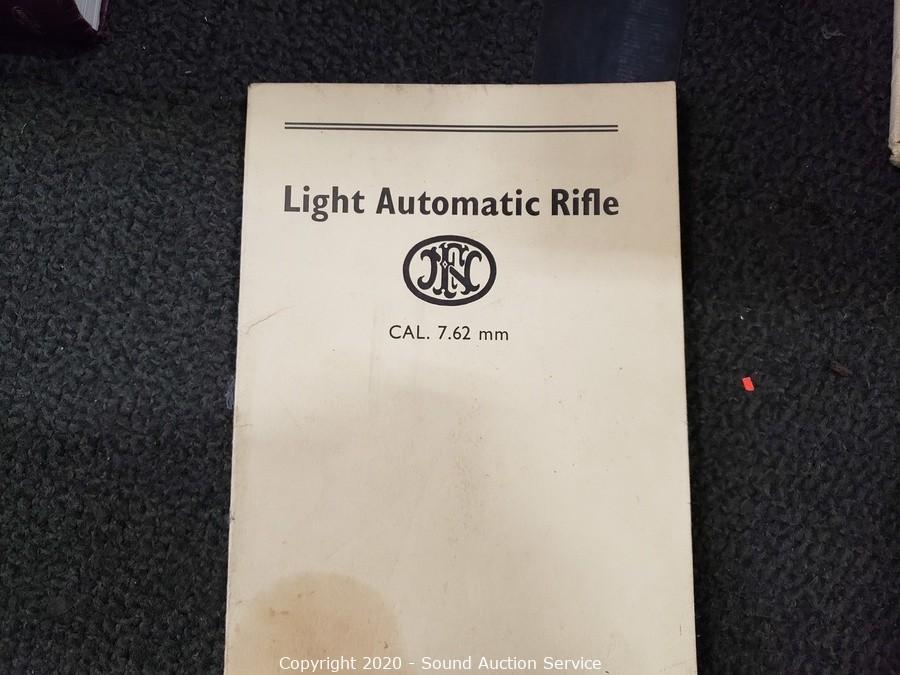 Light Automatic Rifle
FN
CAL. 7.62 mm
Copyright 2020 - Sound Auction Service